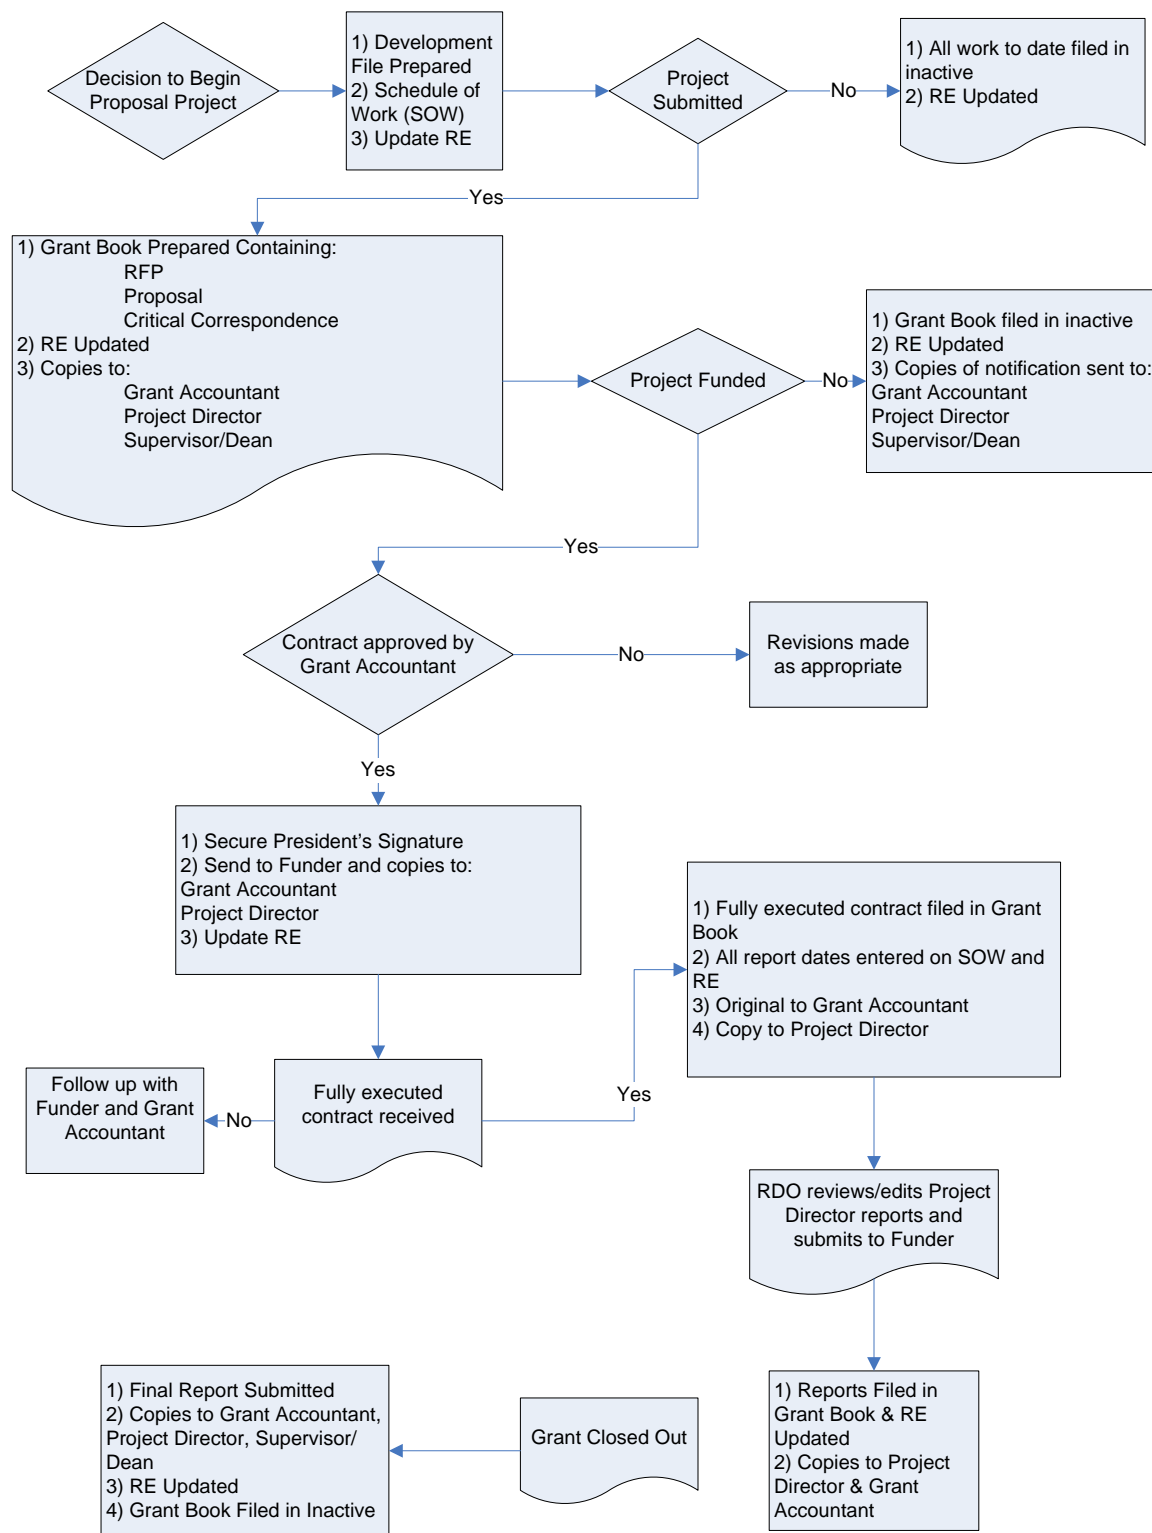 Decision to Begin
Proposal Project
1) Development
File Prepared
2) Schedule of
Work (SOW)
3) Update RE
Project
Submitted
No
1) All work to date filed in
inactive
2) RE Updated
Yes
1) Grant Book Prepared Containing:
RFP
Proposal
Critical Correspondence
2) RE Updated
3) Copies to:
Grant Accountant
Project Director
Supervisor/Dean
Project Funded
No
1) Grant Book filed in inactive
2) RE Updated
3) Copies of notification sent to:
Grant Accountant
Project Director
Supervisor/Dean
Yes
Contract approved by
Grant Accountant
No
Revisions made
as appropriate
Yes
1) Secure President’s Signature
2) Send to Funder and copies to:
Grant Accountant
Project Director
3) Update RE
Fully executed
contract received
No
Follow up with
Funder and Grant
Accountant
Yes
1) Fully executed contract filed in Grant
Book
2) All report dates entered on SOW and
RE
3) Original to Grant Accountant
4) Copy to Project Director
RDO reviews/edits Project
Director reports and
submits to Funder
1) Reports Filed in
Grant Book & RE
Updated
2) Copies to Project
Director & Grant
Accountant
Grant Closed Out
1) Final Report Submitted
2) Copies to Grant Accountant,
Project Director, Supervisor/
Dean
3) RE Updated
4) Grant Book Filed in Inactive